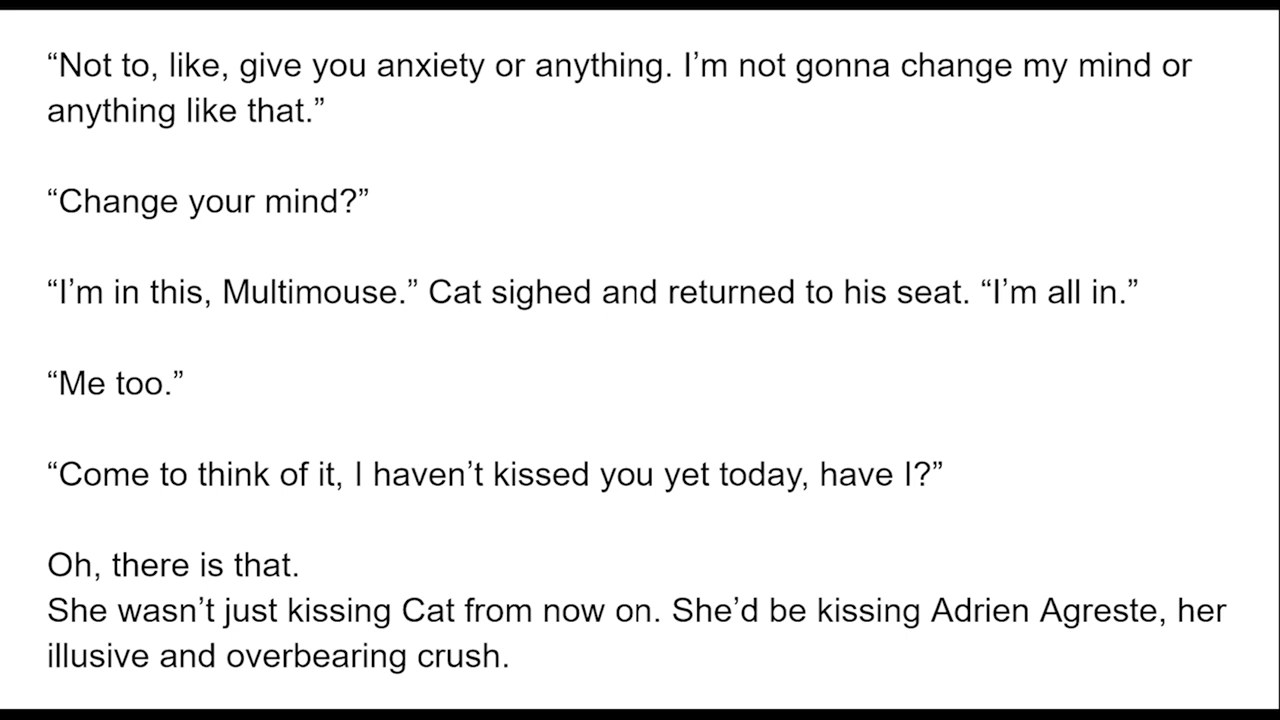 “Not to, like, give you anxiety or anything. I’m not gonna change my mind or
anything like that.”
“Change your mind?”
“I’m in this, Multimouse.” Cat sighed and returned to his seat. “I’m all in.”
“Me too.”
“Come to think of it, I haven’t kissed you yet today, have I?”
Oh, there is that.
She wasn’t just kissing Cat from now on. She’d be kissing Adrien Agreste, her
illusive and overbearing crush.